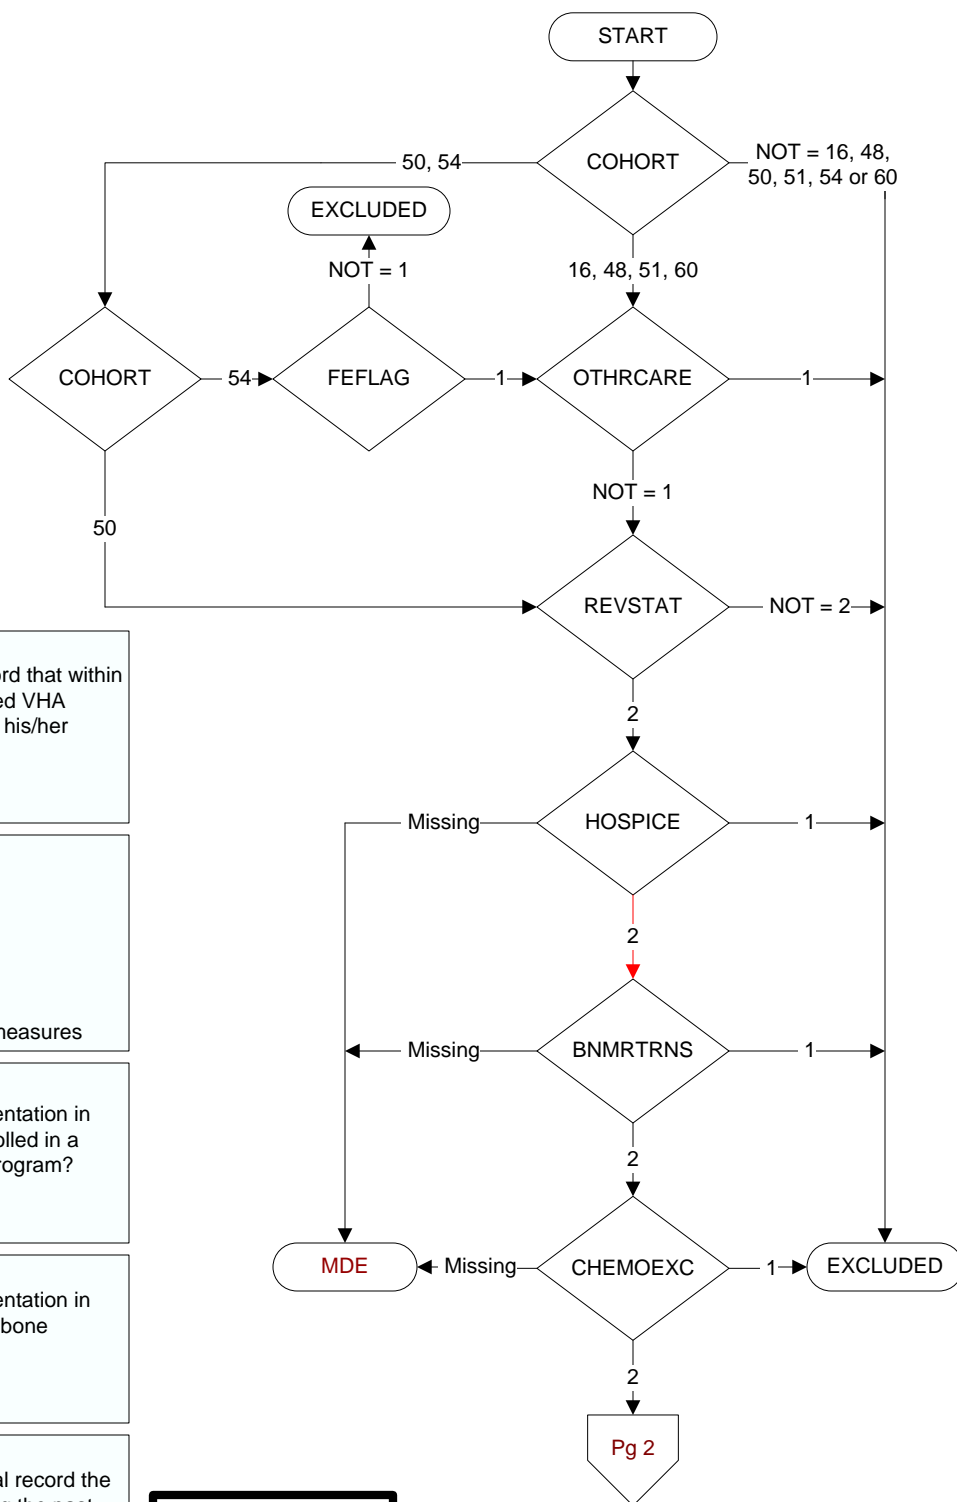 START
COHORT
50, 54
NOT = 16, 48,
50, 51, 54 or 60
EXCLUDED
NOT = 1
16, 48, 51, 60
COHORT
54
FEFLAG
1
OTHRCARE
1
NOT = 1
50
REVSTAT
NOT = 2
2
rd that within
ed VHA
his/her
HOSPICE
Missing
1
2
measures
BNMRTRNS
Missing
1
2
entation in
olled in a
rogram?
CHEMOEXC
Missing
MDE
1
EXCLUDED
entation in
bone
2
Pg 2
al record the